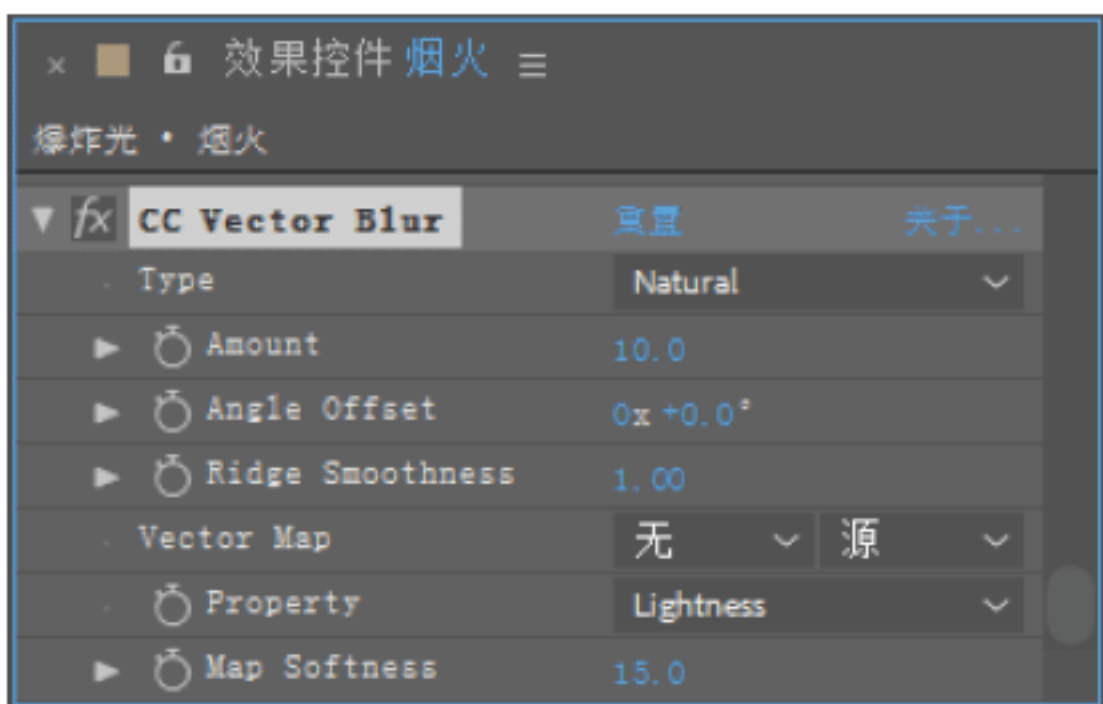 效果控件 烟火
爆炸光 • 烟火
fx CC Vector Blur 重置 关于...
Type Natural
Amount 10.0
Angle Offset 0x +0.0°
Ridge Smoothness 1.00
Vector Map 无 源
Property Lightness
Map Softness 15.0